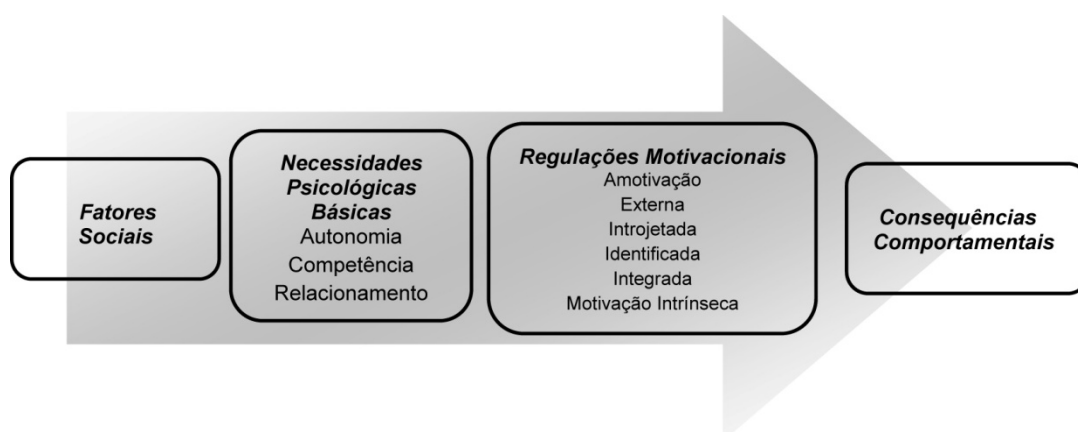 Fatores
Sociais
Necessidades
Psicológicas
Básicas
Autonomia
Competência
Relacionamento
Regulações Motivacionais
Amotivação
Externa
Introjetada
Identificada
Integrada
Motivação Intrínseca
Consequências
Comportamentais